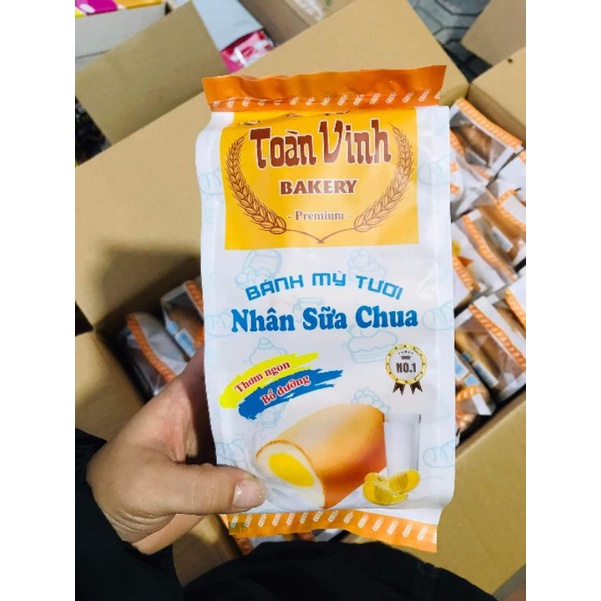 Toàn Vinh
BAKERY
- Premium -
BÁNH MỲ TƯƠI
Nhân Sữa Chua
Thơm ngon
Bổ dưỡng
NO.1